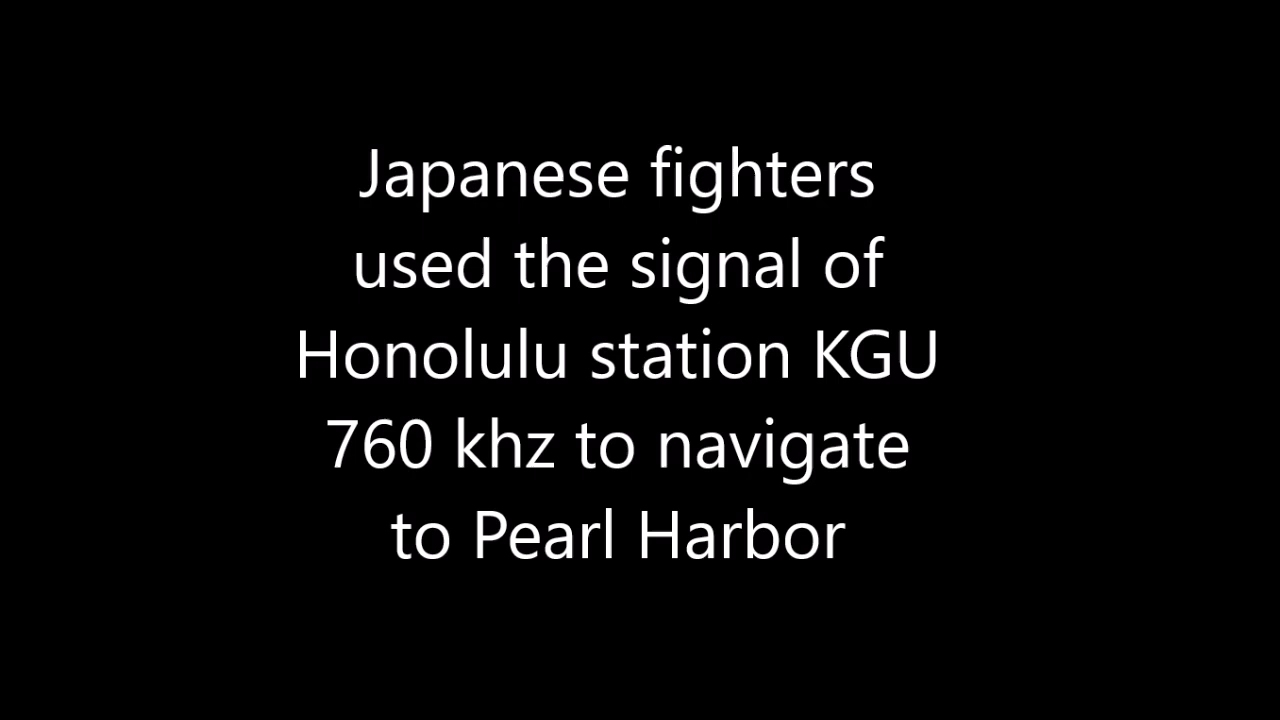 Japanese fighters
used the signal of
Honolulu station KGU
760 khz to navigate
to Pearl Harbor